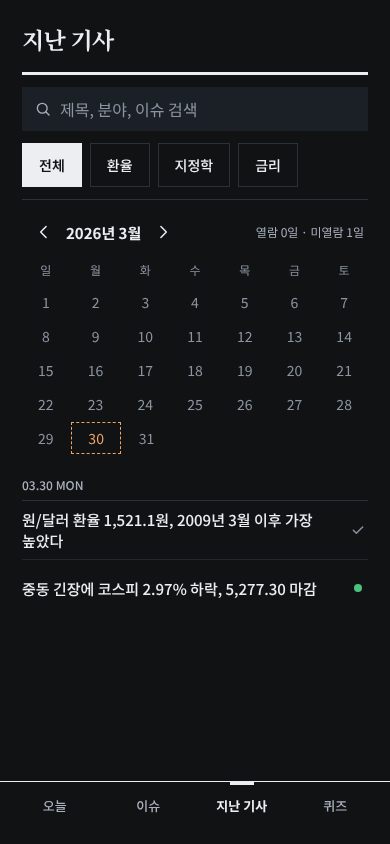 지난 기사
제목, 분야, 이슈 검색
전체 환율 지정학 금리
2026년 3월 열람 0일 · 미열람 1일
일 월 화 수 목 금 토
1 2 3 4 5 6 7
8 9 10 11 12 13 14
15 16 17 18 19 20 21
22 23 24 25 26 27 28
29 30 31
03.30 MON
원/달러 환율 1,521.1원, 2009년 3월 이후 가장
높았다
중동 긴장에 코스피 2.97% 하락, 5,277.30 마감
오늘 이슈 지난 기사 퀴즈